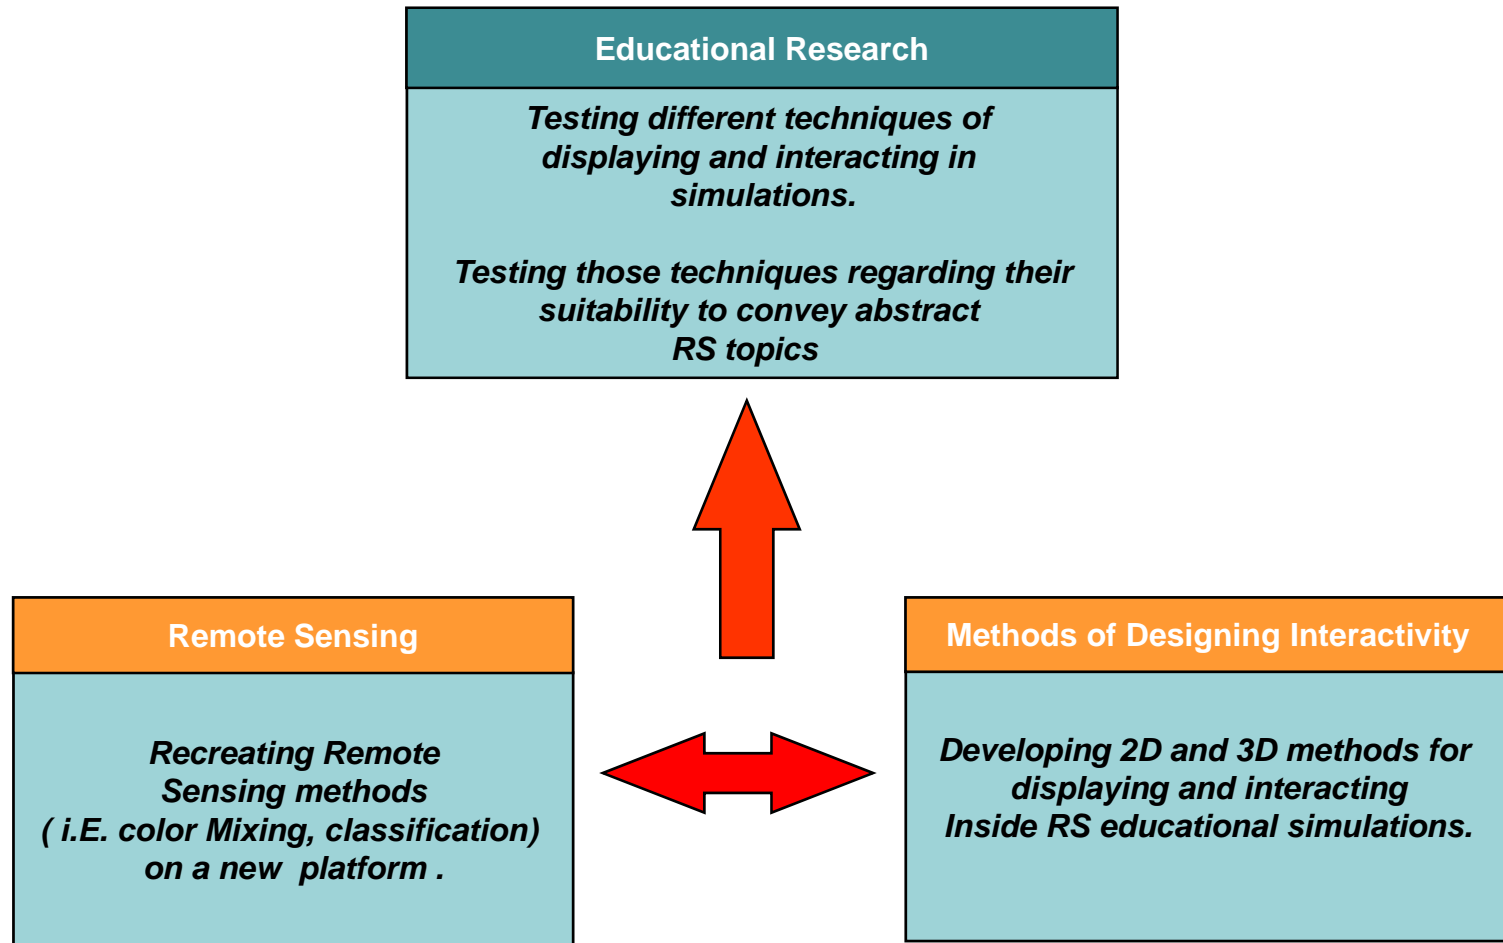 Educational Research
Testing different techniques of
displaying and interacting in
simulations.
Testing those techniques regarding their
suitability to convey abstract
RS topics
Remote Sensing
Recreating Remote
Sensing methods
( i.E. color Mixing, classification)
on a new platform .
Methods of Designing Interactivity
Developing 2D and 3D methods for
displaying and interacting
Inside RS educational simulations.